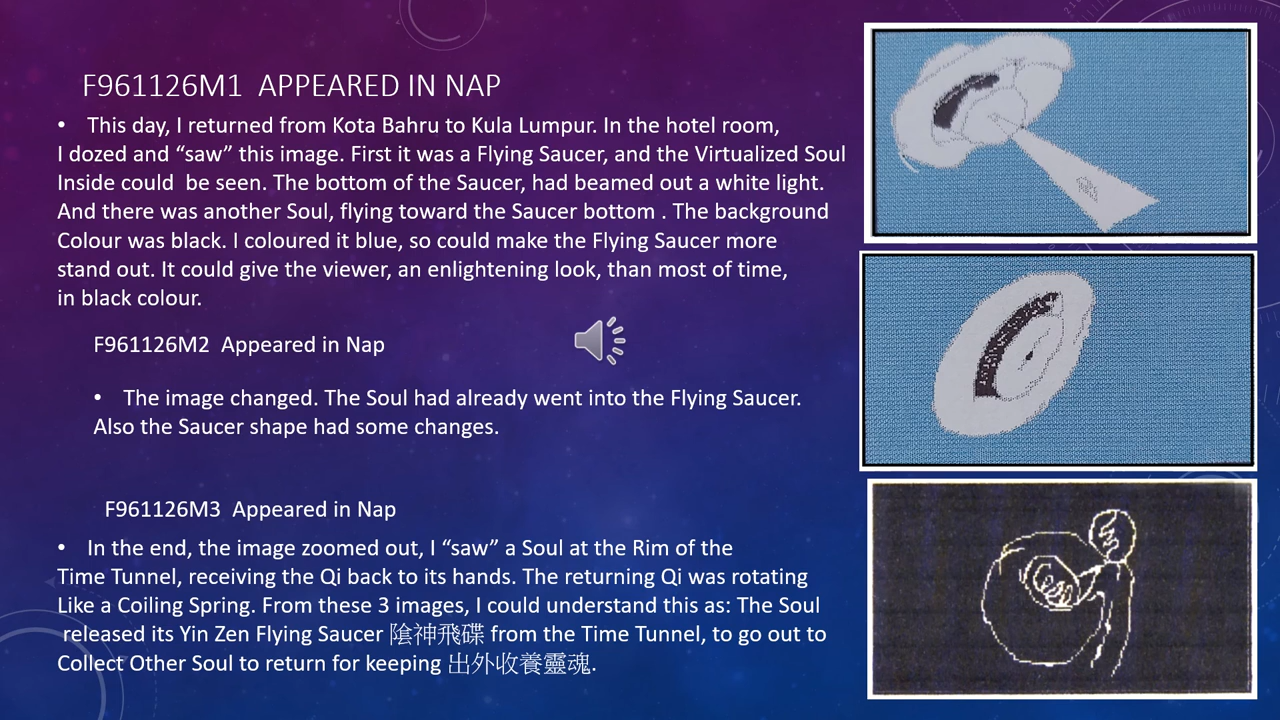 F961126M1 APPEARED IN NAP
• This day, I returned from Kota Bahru to Kula Lumpur. In the hotel room,
I dozed and “saw” this image. First it was a Flying Saucer, and the Virtualized Soul
Inside could be seen. The bottom of the Saucer, had beamed out a white light.
And there was another Soul, flying toward the Saucer bottom . The background
Colour was black. I coloured it blue, so could make the Flying Saucer more
stand out. It could give the viewer, an enlightening look, than most of time,
in black colour.
F961126M2 Appeared in Nap
• The image changed. The Soul had already went into the Flying Saucer.
Also the Saucer shape had some changes.
F961126M3 Appeared in Nap
• In the end, the image zoomed out, I “saw” a Soul at the Rim of the
Time Tunnel, receiving the Qi back to its hands. The returning Qi was rotating
Like a Coiling Spring. From these 3 images, I could understand this as: The Soul
released its Yin Zen Flying Saucer 陰神飛碟 from the Time Tunnel, to go out to
Collect Other Soul to return for keeping 出外收養靈魂.